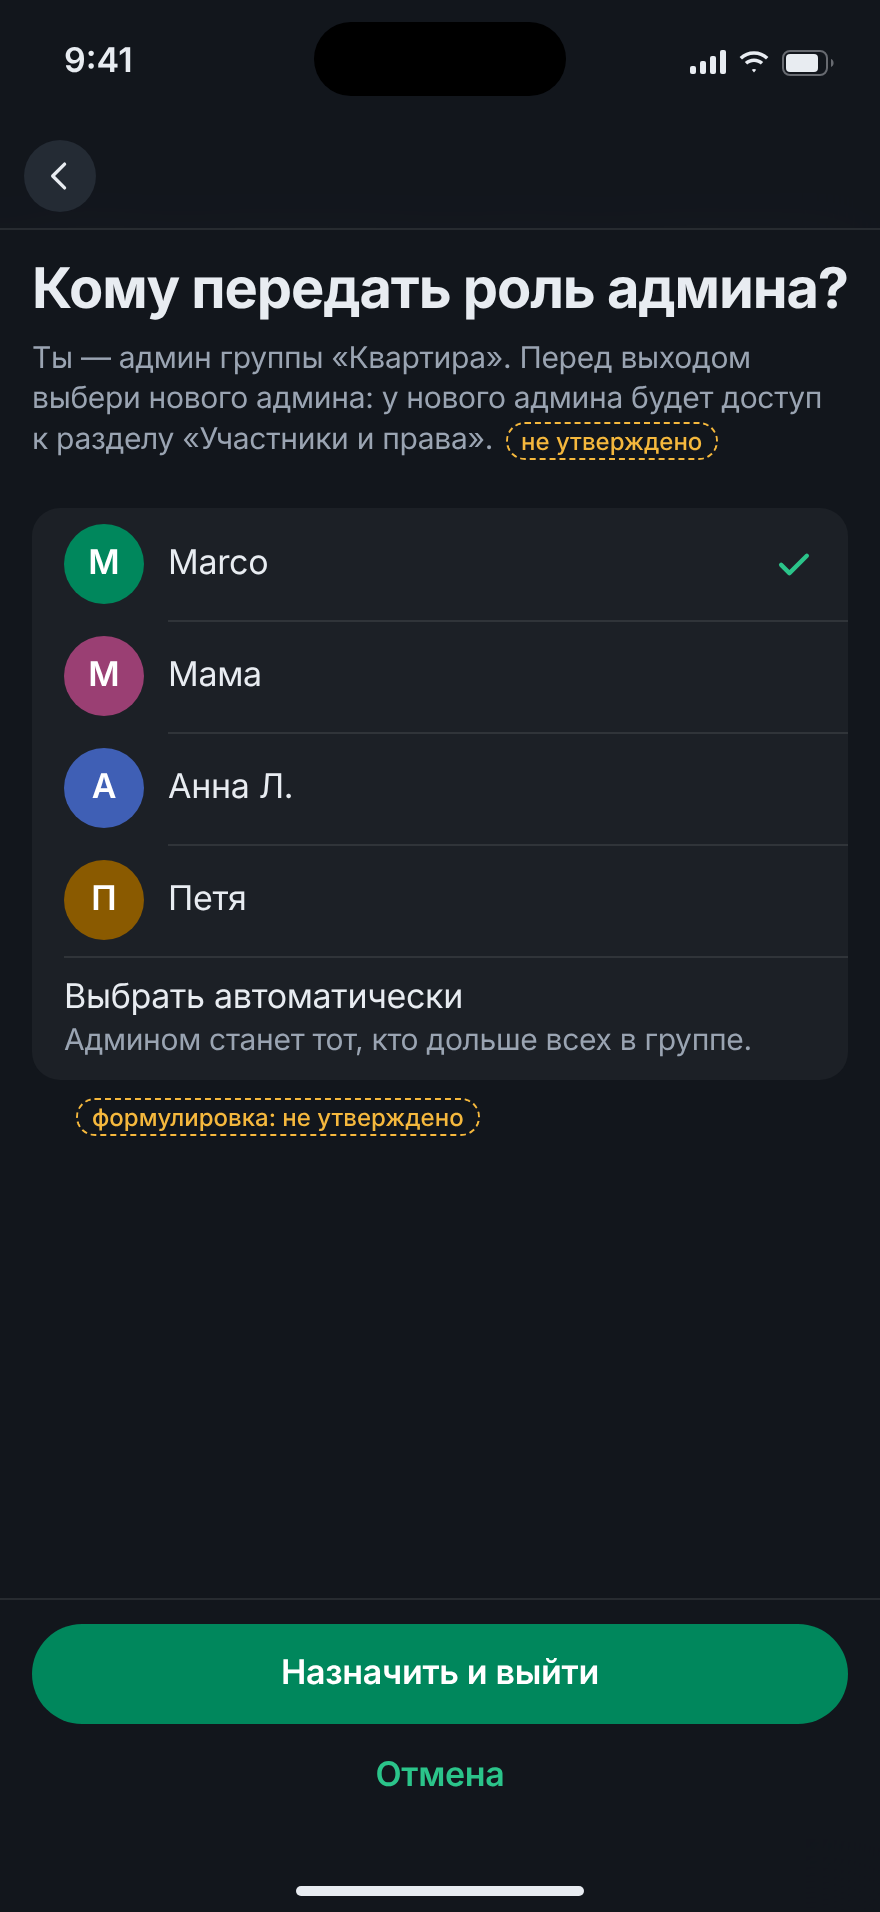 9:41
Кому передать роль админа?
Ты — админ группы «Квартира». Перед выходом
выбери нового админа: у нового админа будет доступ
к разделу «Участники и права». не утверждено
М Marco
М Мама
А Анна Л.
П Петя
Выбрать автоматически
Админом станет тот, кто дольше всех в группе.
формулировка: не утверждено
Назначить и выйти
Отмена